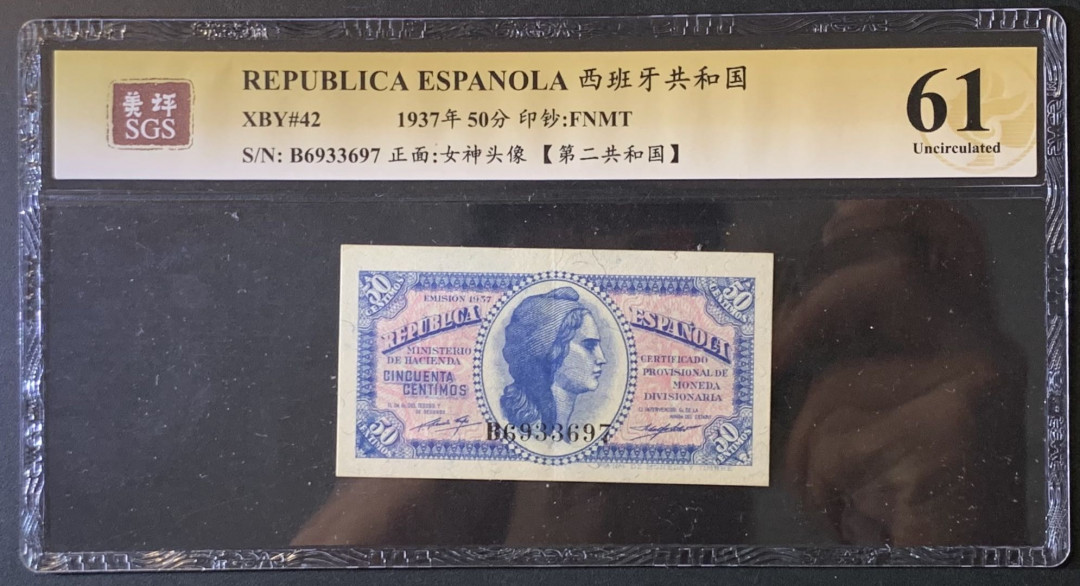 美评
SGS
REPUBLICA ESPANOLA 西班牙共和国
XBY#42 1937年 50分 印钞:FNMT
S/N: B6933697 正面:女神头像 【第二共和国】
61
Uncirculated
50
CENTIMOS
50
CENTIMOS
EMISION 1937
REPUBLICA
ESPAÑOLA
MINISTERIO
DE HACIENDA
CINCUENTA
CENTIMOS
CERTIFICADO
PROVISIONAL DE
MONEDA
DIVISIONARIA
B6933697
50
50